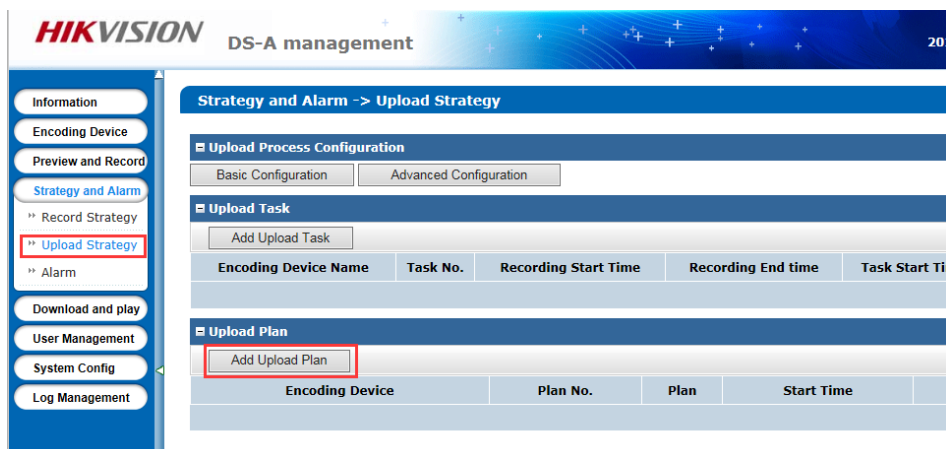 HIKVISION
DS-A management
Information
Encoding Device
Preview and Record
Strategy and Alarm
Record Strategy
Upload Strategy
Alarm
Download and play
User Management
System Config
Log Management
Strategy and Alarm -> Upload Strategy
Upload Process Configuration
Basic Configuration Advanced Configuration
Upload Task
Add Upload Task
Encoding Device Name Task No. Recording Start Time Recording End time Task Start
Upload Plan
Add Upload Plan
Encoding Device Plan No. Plan Start Time